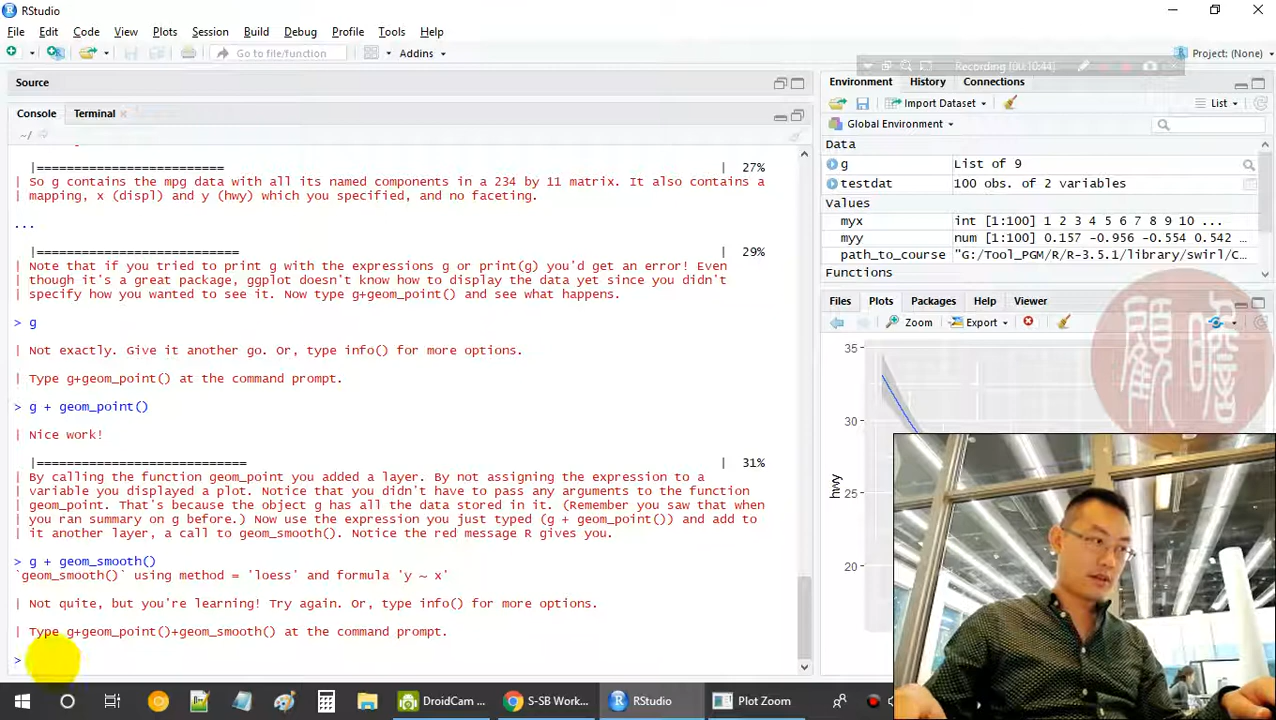 RStudio
File Edit Code View Plots Session Build Debug Profile Tools Help
Go to file/function Addins Project: (None)
Recording [00:10:44]
Source
Console Terminal
~/
|========================= | 27%
| So g contains the mpg data with all its named components in a 234 by 11 matrix. It also contains a
| mapping, x (displ) and y (hwy) which you specified, and no faceting.
...
|=========================== | 29%
| Note that if you tried to print g with the expressions g or print(g) you'd get an error! Even
| though it's a great package, ggplot doesn't know how to display the data yet since you didn't
| specify how you wanted to see it. Now type g+geom_point() and see what happens.
> g
| Not exactly. Give it another go. Or, type info() for more options.
| Type g+geom_point() at the command prompt.
> g + geom_point()
| Nice work!
|============================ | 31%
| By calling the function geom_point you added a layer. By not assigning the expression to a
| variable you displayed a plot. Notice that you didn't have to pass any arguments to the function
| geom_point. That's because the object g has all the data stored in it. (Remember you saw that when
| you ran summary on g before.) Now use the expression you just typed (g + geom_point()) and add to
| it another layer, a call to geom_smooth(). Notice the red message R gives you.
> g + geom_smooth()
`geom_smooth()` using method = 'loess' and formula 'y ~ x'
| Not quite, but you're learning! Try again. Or, type info() for more options.
| Type g+geom_point()+geom_smooth() at the command prompt.
>
Environment History Connections
Import Dataset List
Global Environment
Data
g List of 9
testdat 100 obs. of 2 variables
Values
myx int [1:100] 1 2 3 4 5 6 7 8 9 10 ...
myy num [1:100] 0.157 -0.956 -0.554 0.542 ...
path_to_course "G:/Tool_PGM/R/R-3.5.1/library/swirl/c...
Functions
Files Plots Packages Help Viewer
Zoom Export
顧瞻
35
30
25
20
hwy
DroidCam ... S-SB Work... RStudio Plot Zoom